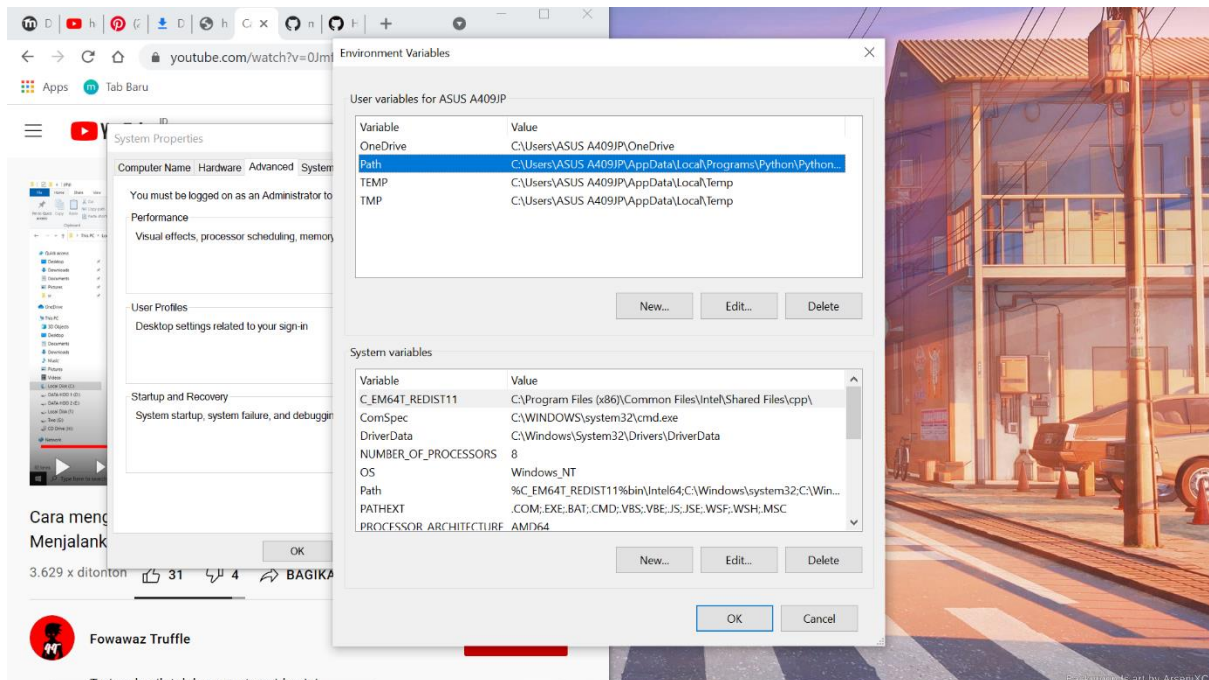 youtube.com/watch?v=0Jm
Apps
Tab Baru
JP
System Properties
Computer Name Hardware Advanced System
You must be logged on as an Administrator to
Performance
Visual effects, processor scheduling, memory
User Profiles
Desktop settings related to your sign-in
Startup and Recovery
System startup, system failure, and debuggin
OK
Cara meng
Menjalank
3.629 x ditonton 31 4 BAGIKA
Fowawaz Truffle
Environment Variables
User variables for ASUS A409JP
Variable Value
OneDrive C:\Users\ASUS A409JP\OneDrive
Path C:\Users\ASUS A409JP\AppData\Local\Programs\Python\Python...
TEMP C:\Users\ASUS A409JP\AppData\Local\Temp
TMP C:\Users\ASUS A409JP\AppData\Local\Temp
New... Edit... Delete
System variables
Variable Value
C_EM64T_REDIST11 C:\Program Files (x86)\Common Files\Intel\Shared Files\cpp\
ComSpec C:\WINDOWS\system32\cmd.exe
DriverData C:\Windows\System32\Drivers\DriverData
NUMBER_OF_PROCESSORS 8
OS Windows_NT
Path %C_EM64T_REDIST11%bin\Intel64;C:\Windows\system32;C:\Win...
PATHEXT .COM;.EXE;.BAT;.CMD;.VBS;.VBE;.JS;.JSE;.WSF;.WSH;.MSC
PROCESSOR_ARCHITECTURE AMD64
New... Edit... Delete
OK Cancel
art by ArseniXC